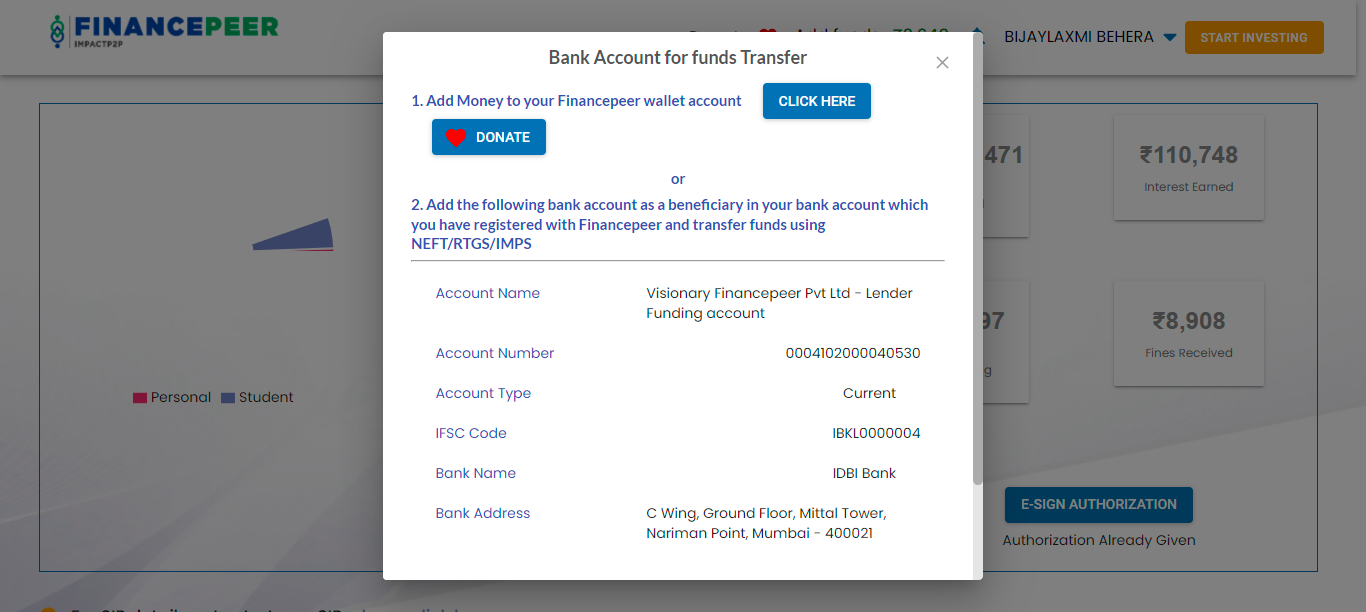 FINANCEPEER
IMPACTP2P
BIJAYLAXMI BEHERA
START INVESTING
Bank Account for funds Transfer
1. Add Money to your Financepeer wallet account
CLICK HERE
DONATE
or
2. Add the following bank account as a beneficiary in your bank account which
you have registered with Financepeer and transfer funds using
NEFT/RTGS/IMPS
Account Name
Visionary Financepeer Pvt Ltd - Lender
Funding account
Account Number
0004102000040530
Account Type
Current
IFSC Code
IBKL0000004
Bank Name
IDBI Bank
Bank Address
C Wing, Ground Floor, Mittal Tower,
Nariman Point, Mumbai - 400021
Personal
Student
471
₹110,748
Interest Earned
97
g
₹8,908
Fines Received
E-SIGN AUTHORIZATION
Authorization Already Given